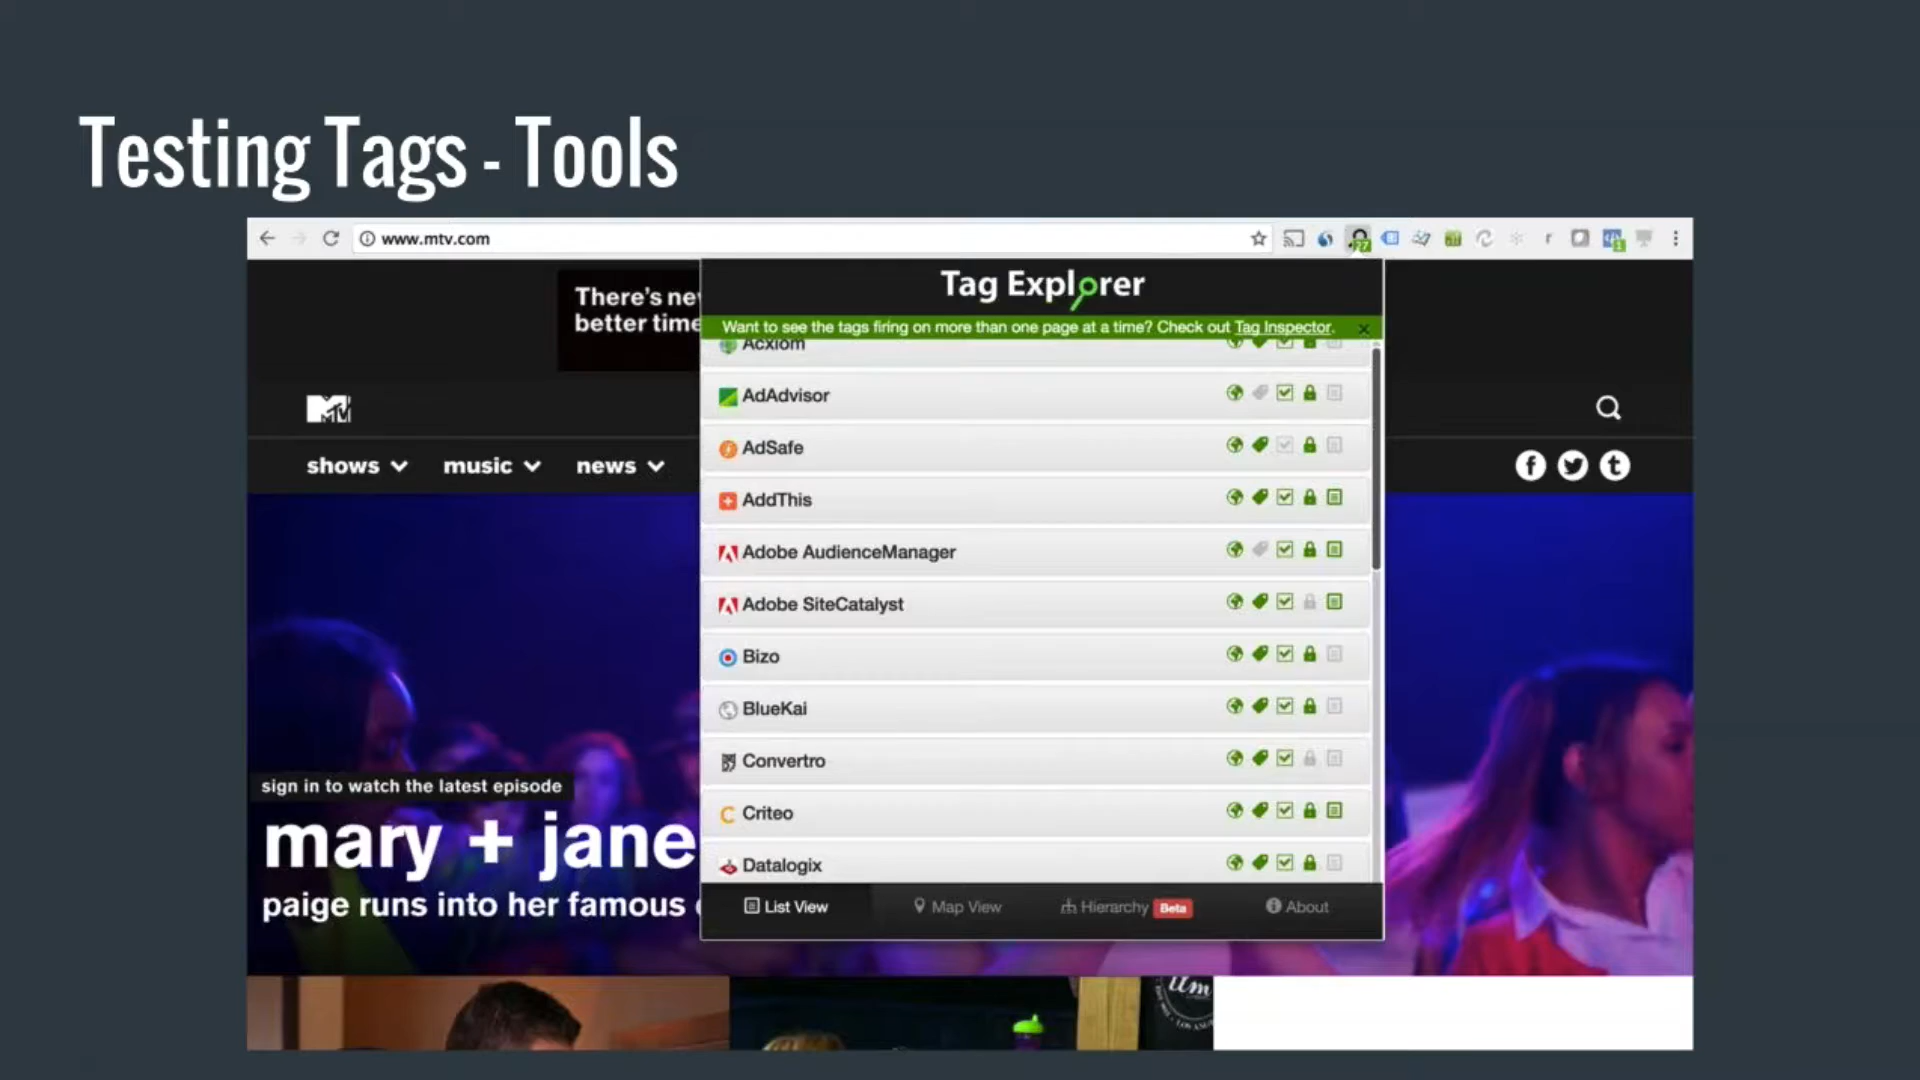 Testing Tags - Tools
www.mtv.com
27
1
Tag Explorer
There's ne
better time
Want to see the tags firing on more than one page at a time? Check out Tag Inspector.
Acxiom
AdAdvisor
MTV
AdSafe
shows
music
news
AddThis
Adobe AudienceManager
Adobe SiteCatalyst
Bizo
BlueKai
Convertro
sign in to watch the latest episode
Criteo
mary + jane
Datalogix
paige runs into her famous
List View
Map View
Hierarchy Beta
About